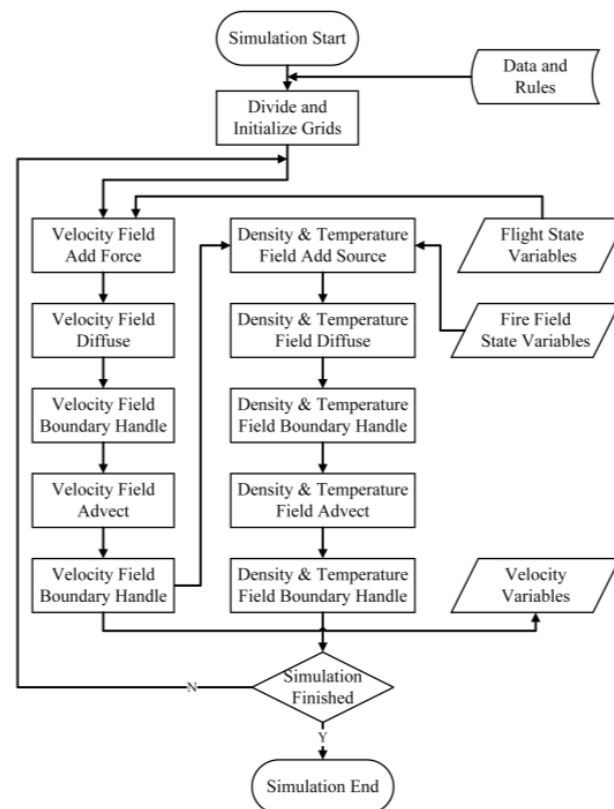 Simulation Start
Data and
Rules
Divide and
Initialize Grids
Velocity Field
Add Force
Density & Temperature
Field Add Source
Flight State
Variables
Velocity Field
Diffuse
Density & Temperature
Field Diffuse
Fire Field
State Variables
Velocity Field
Boundary Handle
Density & Temperature
Field Boundary Handle
Velocity Field
Advect
Density & Temperature
Field Advect
Velocity Field
Boundary Handle
Density & Temperature
Field Boundary Handle
Velocity
Variables
Simulation
Finished
N
Y
Simulation End